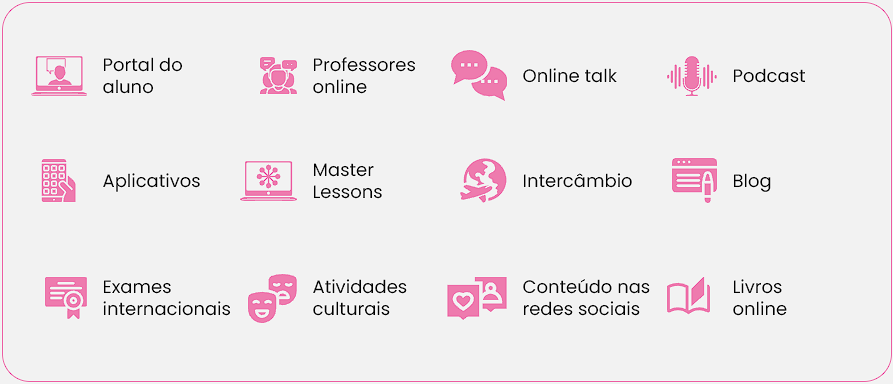 Portal do
aluno
Professores
online
Online talk
Podcast
Aplicativos
Master
Lessons
Intercâmbio
Blog
Exames
internacionais
Atividades
culturais
Conteúdo nas
redes sociais
Livros
online